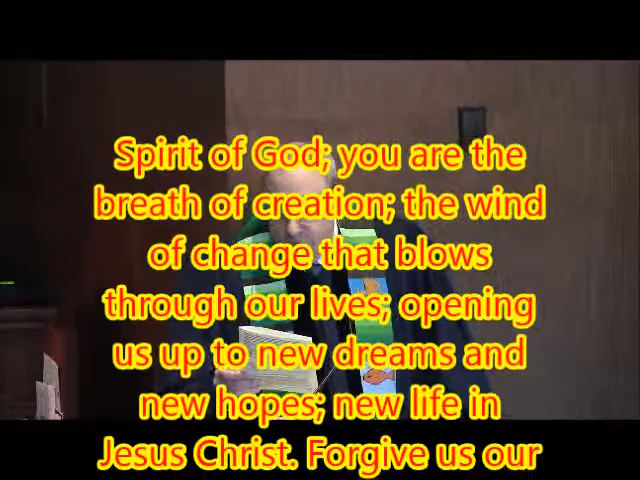 Spirit of God; you are the
breath of creation; the wind
of change that blows
through our lives; opening
us up to new dreams and
new hopes; new life in
Jesus Christ. Forgive us our